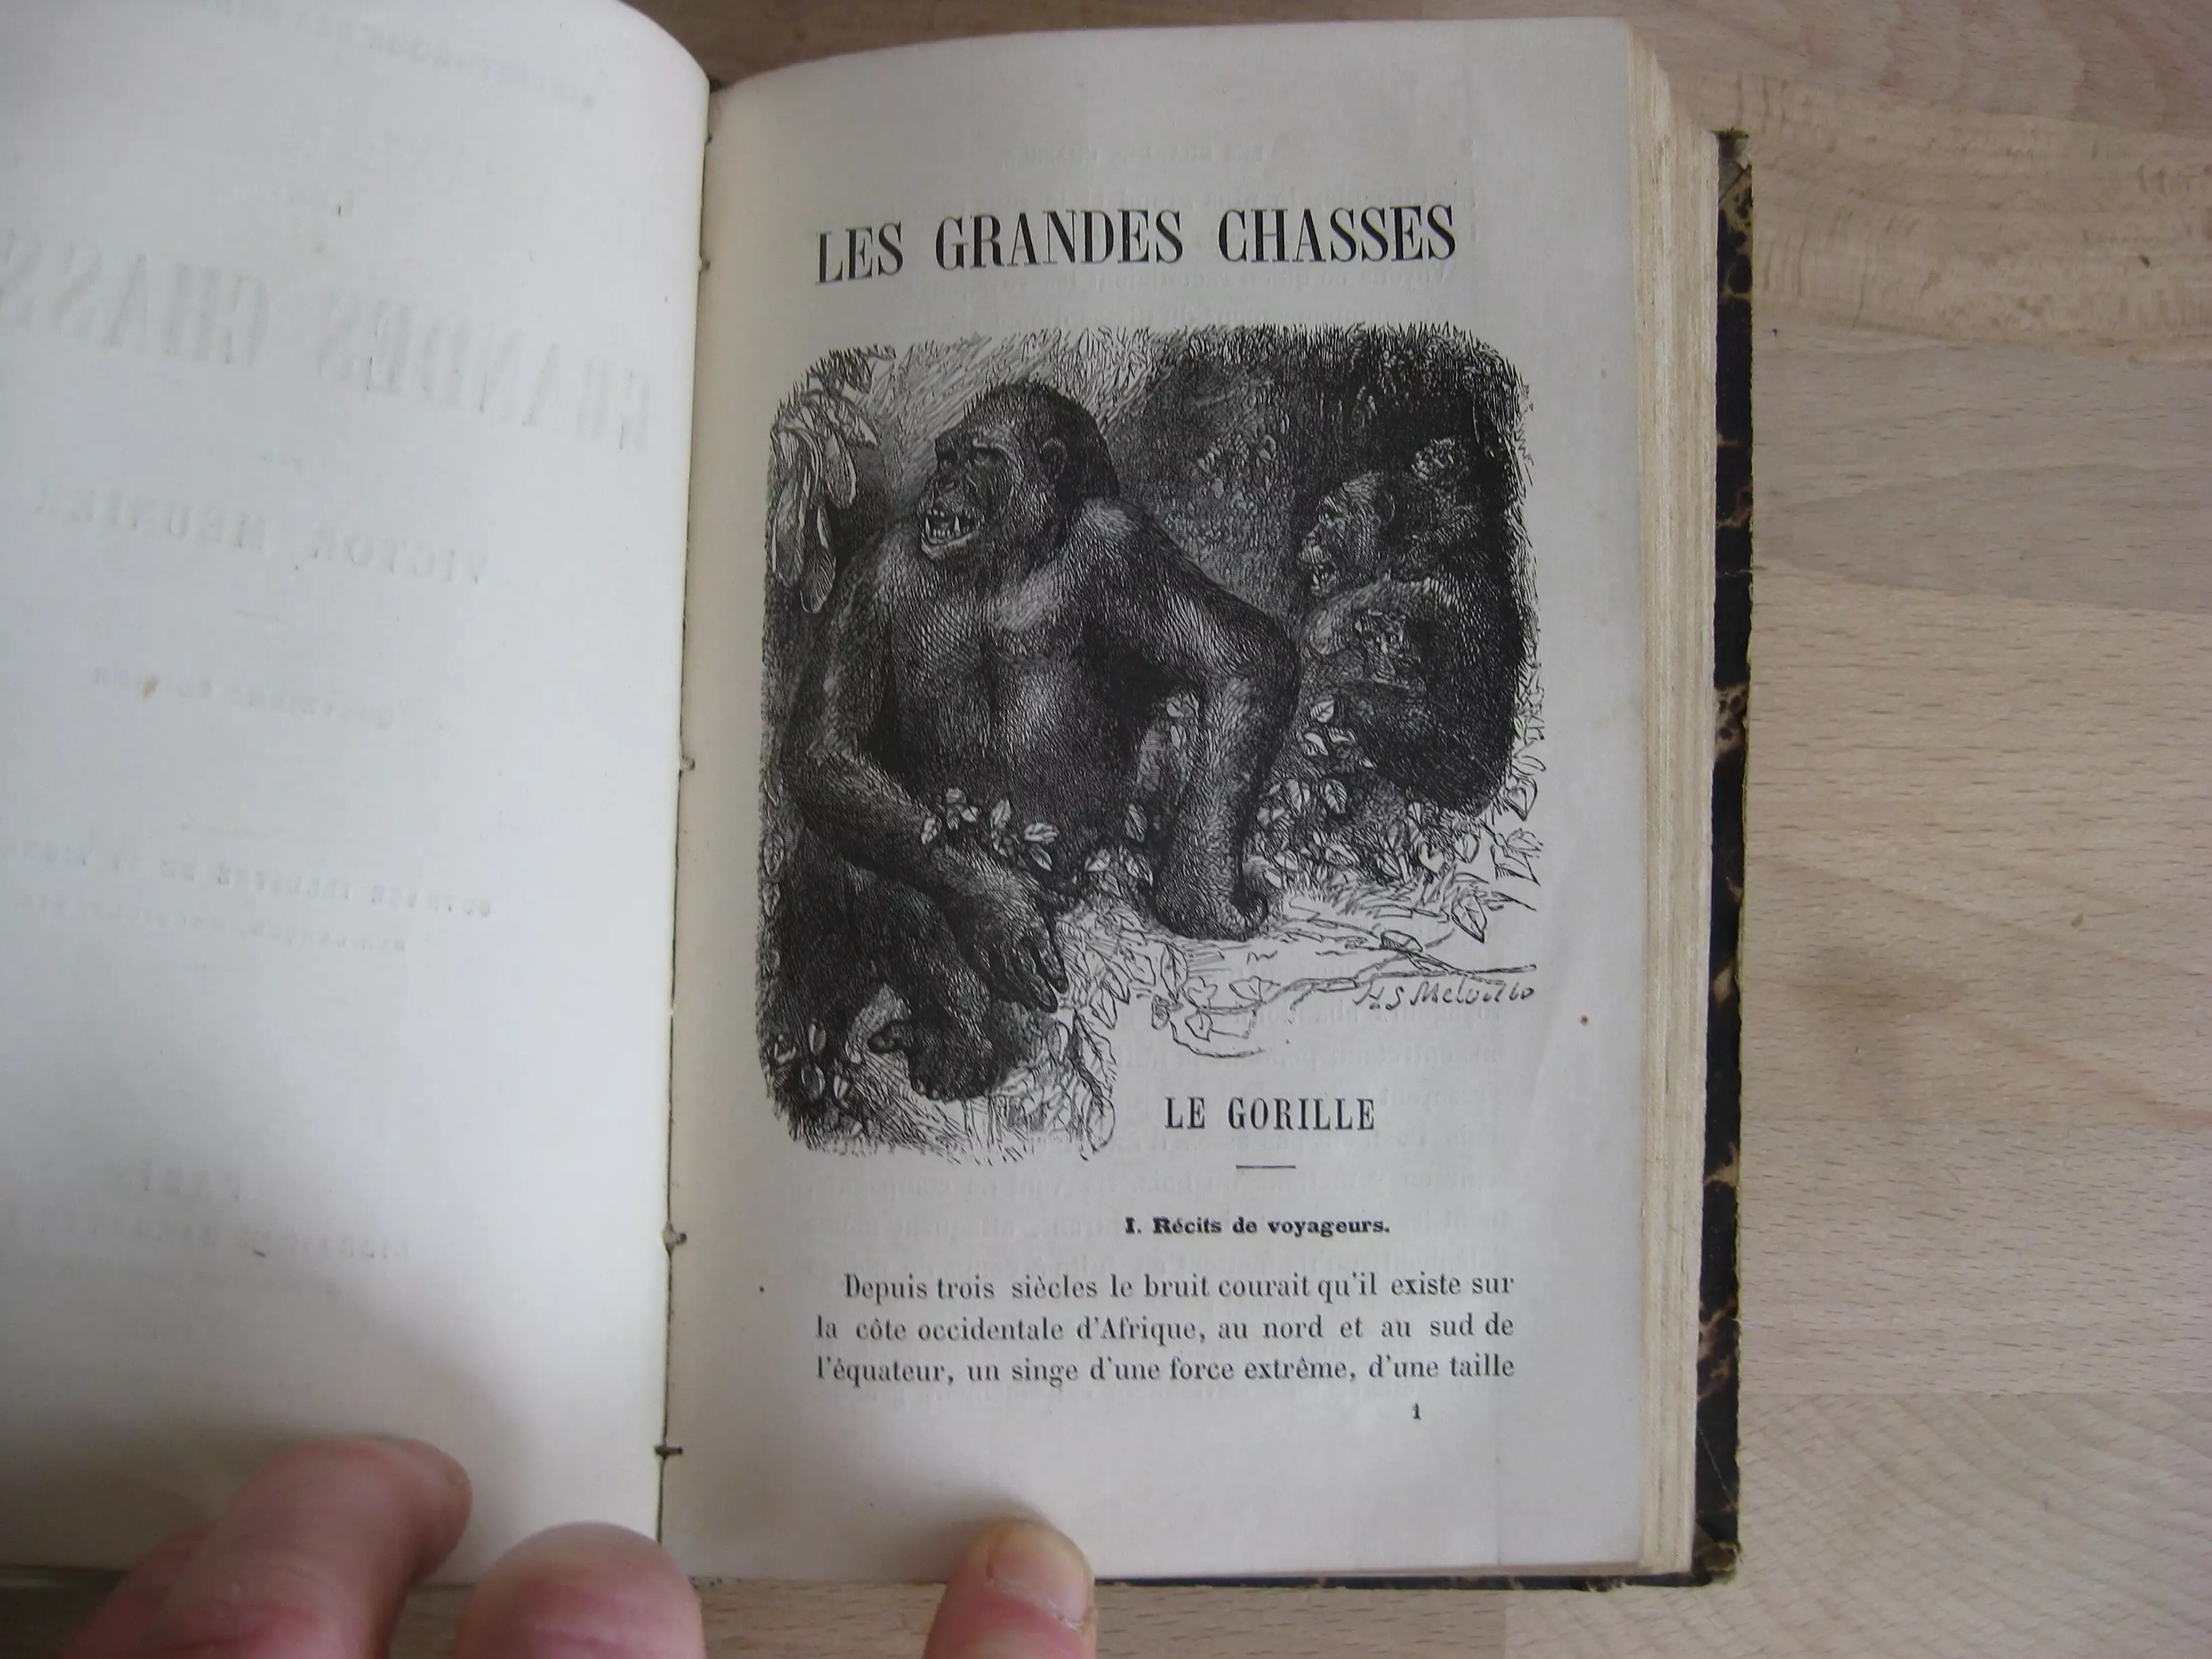 LES GRANDES CHASSES
LE GORILLE
I. Récits de voyageurs.
Depuis trois siècles le bruit courait qu'il existe sur
la côte occidentale d'Afrique, au nord et au sud de
l'équateur, un singe d'une force extrême, d'une taille
1